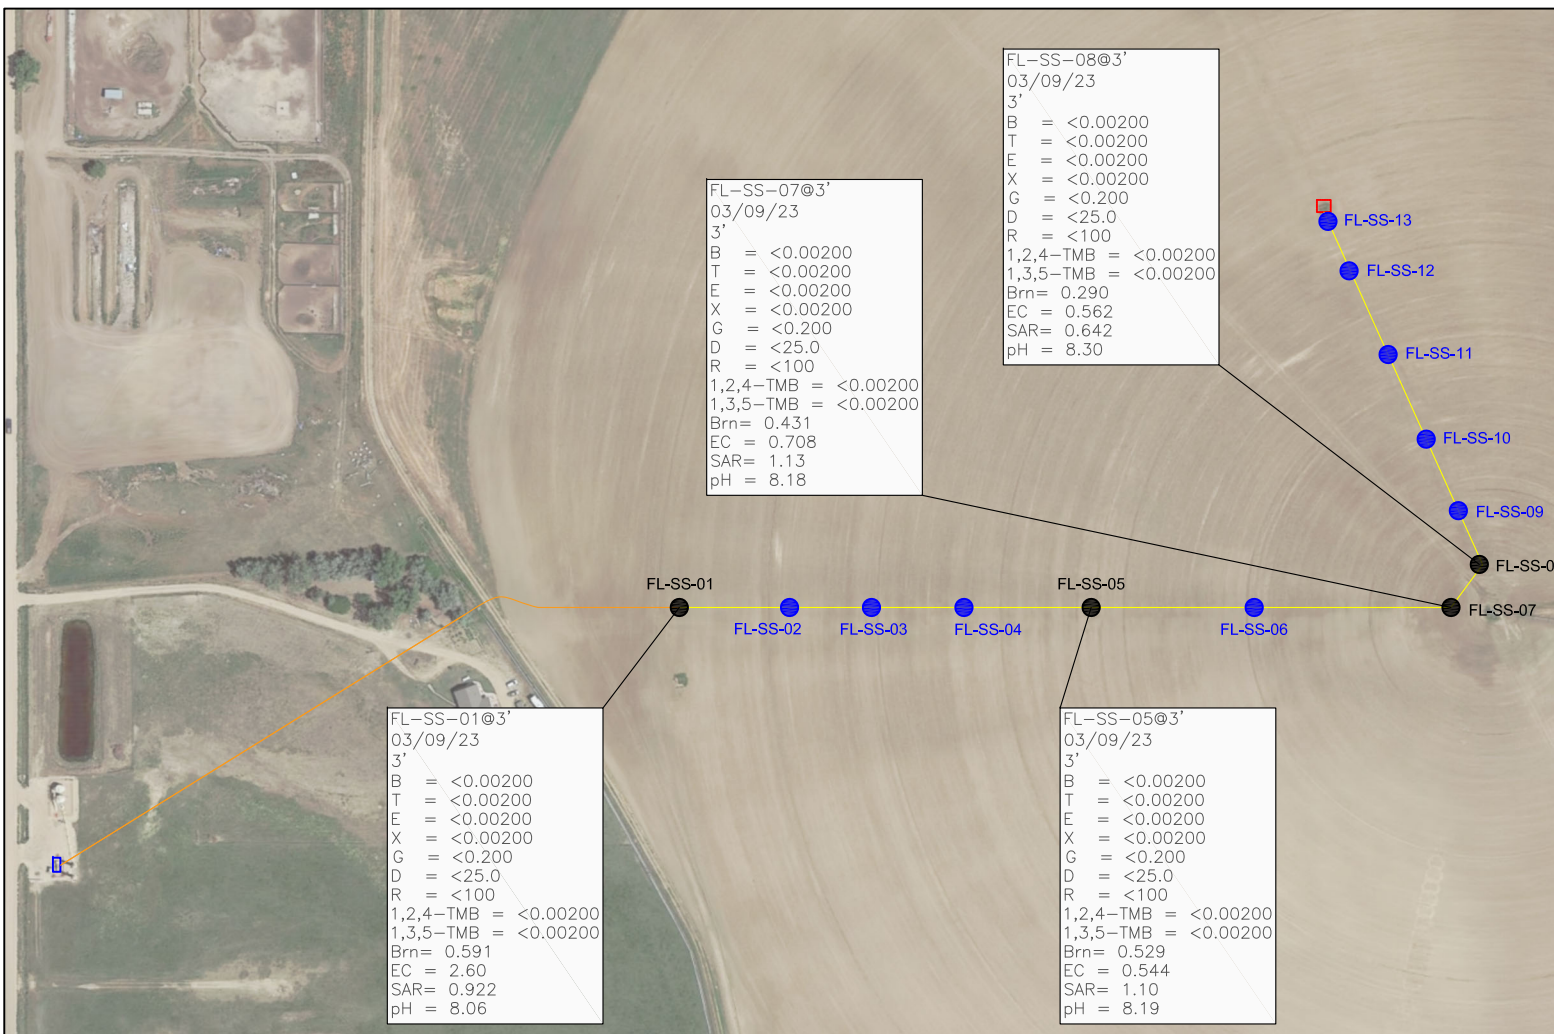 FL-SS-08@3'
03/09/23
3'
B = <0.00200
T = <0.00200
E = <0.00200
X = <0.00200
G = <0.200
D = <25.0
R = <100
1,2,4-TMB = <0.00200
1,3,5-TMB = <0.00200
Brn= 0.290
EC = 0.562
SAR= 0.642
pH = 8.30
FL-SS-07@3'
03/09/23
3'
B = <0.00200
T = <0.00200
E = <0.00200
X = <0.00200
G = <0.200
D = <25.0
R = <100
1,2,4-TMB = <0.00200
1,3,5-TMB = <0.00200
Brn= 0.431
EC = 0.708
SAR= 1.13
pH = 8.18
FL-SS-13
FL-SS-12
FL-SS-11
FL-SS-10
FL-SS-09
FL-SS-0
FL-SS-07
FL-SS-01
FL-SS-05
FL-SS-02
FL-SS-03
FL-SS-04
FL-SS-06
FL-SS-01@3'
03/09/23
3'
B = <0.00200
T = <0.00200
E = <0.00200
X = <0.00200
G = <0.200
D = <25.0
R = <100
1,2,4-TMB = <0.00200
1,3,5-TMB = <0.00200
Brn= 0.591
EC = 2.60
SAR= 0.922
pH = 8.06
FL-SS-05@3'
03/09/23
3'
B = <0.00200
T = <0.00200
E = <0.00200
X = <0.00200
G = <0.200
D = <25.0
R = <100
1,2,4-TMB = <0.00200
1,3,5-TMB = <0.00200
Brn= 0.529
EC = 0.544
SAR= 1.10
pH = 8.19